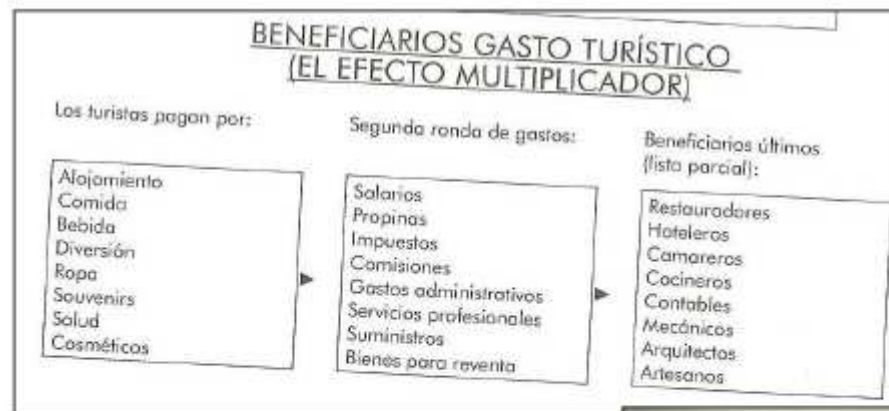 BENEFICIARIOS GASTO TURÍSTICO
(EL EFECTO MULTIPLICADOR)
Los turistas pagan por:
Alojamiento
Comida
Bebida
Diversión
Ropa
Souvenirs
Salud
Cosméticos
Segunda ronda de gastos:
Salarios
Propinas
Impuestos
Comisiones
Gastos administrativos
Servicios profesionales
Suministros
Bienes para reventa
Beneficiarios últimos
(lista parcial):
Restauradores
Hoteleros
Camareros
Cocineros
Contables
Mecánicos
Arquitectos
Artesanos